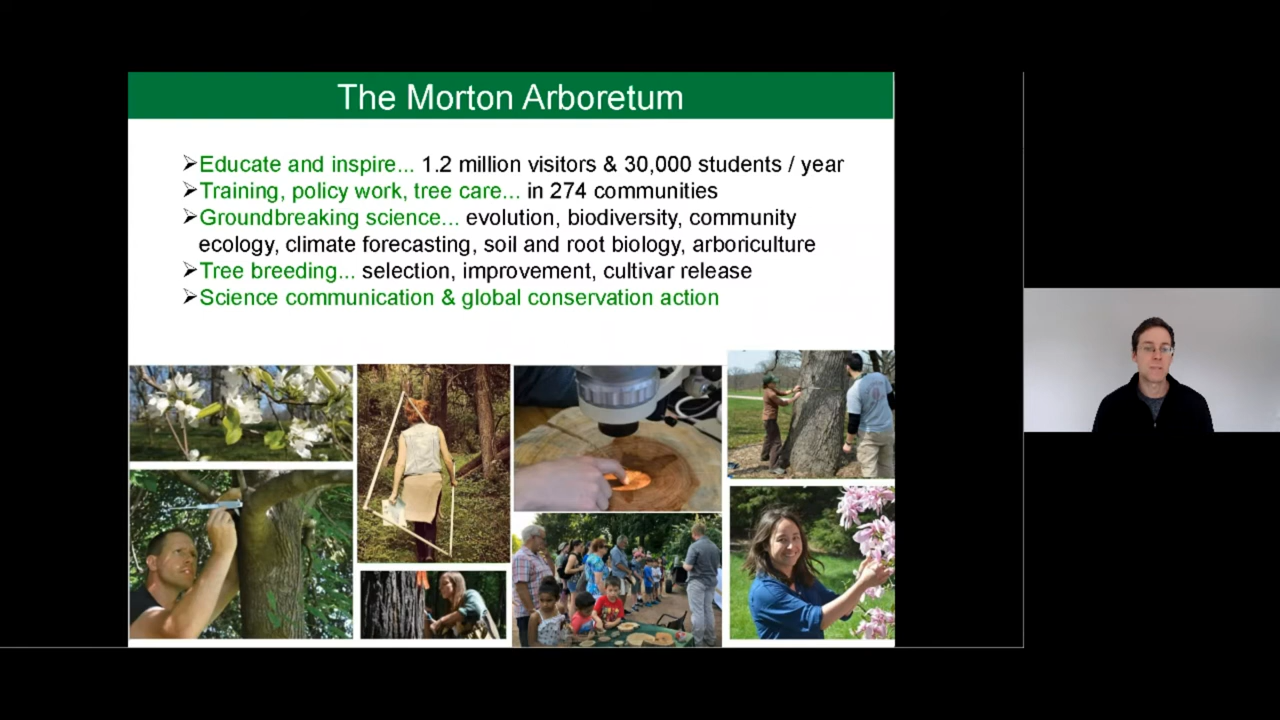 The Morton Arboretum
➢Educate and inspire... 1.2 million visitors & 30,000 students / year
➢Training, policy work, tree care... in 274 communities
➢Groundbreaking science... evolution, biodiversity, community
ecology, climate forecasting, soil and root biology, arboriculture
➢Tree breeding... selection, improvement, cultivar release
➢Science communication & global conservation action